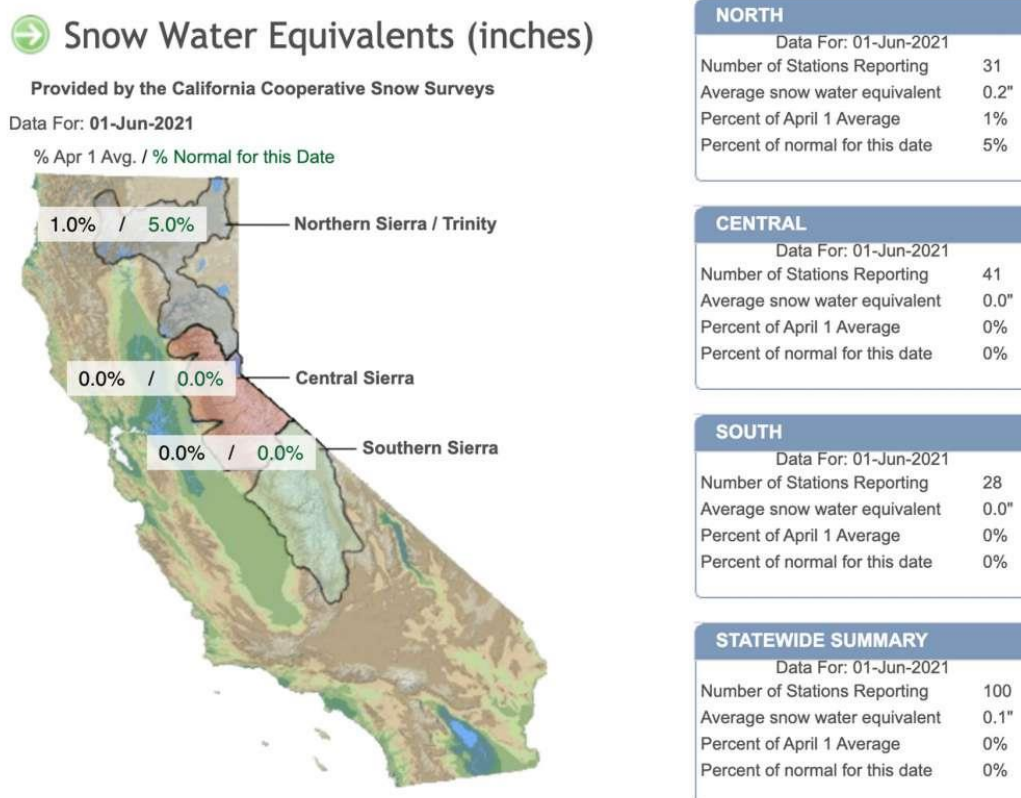 Snow Water Equivalents (inches)
Provided by the California Cooperative Snow Surveys
Data For: 01-Jun-2021
% Apr 1 Avg. / % Normal for this Date
1.0% / 5.0%
Northern Sierra / Trinity
0.0% / 0.0%
Central Sierra
0.0% / 0.0%
Southern Sierra
NORTH
Data For: 01-Jun-2021
Number of Stations Reporting 31
Average snow water equivalent 0.2"
Percent of April 1 Average 1%
Percent of normal for this date 5%
CENTRAL
Data For: 01-Jun-2021
Number of Stations Reporting 41
Average snow water equivalent 0.0"
Percent of April 1 Average 0%
Percent of normal for this date 0%
SOUTH
Data For: 01-Jun-2021
Number of Stations Reporting 28
Average snow water equivalent 0.0"
Percent of April 1 Average 0%
Percent of normal for this date 0%
STATEWIDE SUMMARY
Data For: 01-Jun-2021
Number of Stations Reporting 100
Average snow water equivalent 0.1"
Percent of April 1 Average 0%
Percent of normal for this date 0%